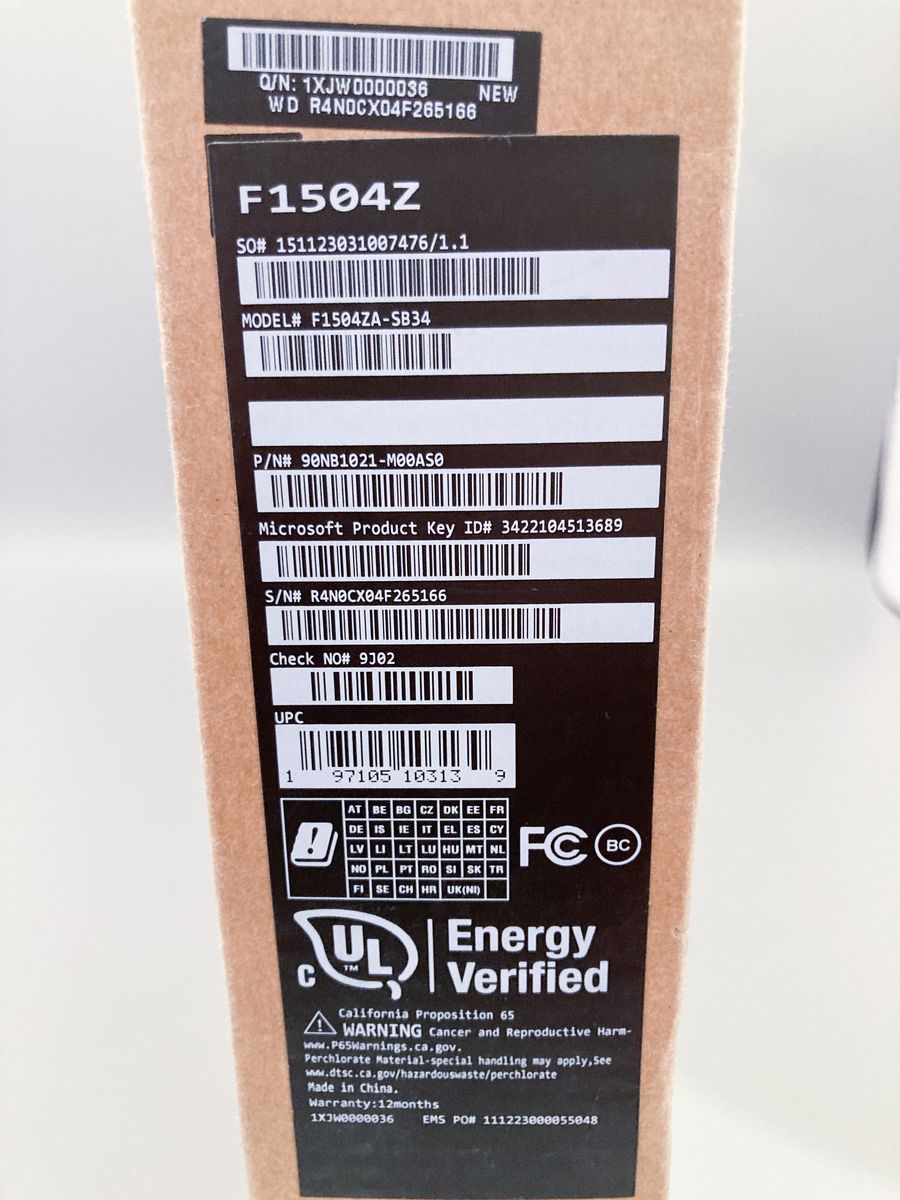 Q/N: 1XJW0000036 NEW
WD R4N0CX04F265166
F1504Z
SO# 151123031007476/1.1
MODEL# F1504ZA-SB34
P/N# 90NB1021-M00AS0
Microsoft Product Key ID# 3422104513689
S/N# R4N0CX04F265166
Check NO# 9J02
UPC
1 97105 10313 9
! AT BE BG CZ DK EE FR
DE IS IE IT EL ES CY
LV LI LT LU HU MT NL
NO PL PT RO SI SK TR
FI SE CH HR UK(NI)
FC BC
C UL TM Energy
Verified
California Proposition 65
! WARNING Cancer and Reproductive Harm-
www.P65Warnings.ca.gov.
Perchlorate Material-special handling may apply,See
www.dtsc.ca.gov/hazardouswaste/perchlorate
Made in China.
Warranty:12months
1XJW0000036 EMS PO# 111223000055048